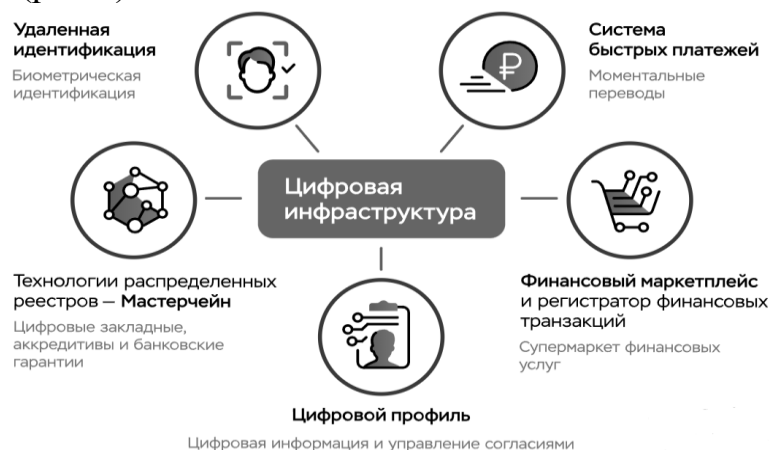 Удаленная
идентификация
Биометрическая
идентификация
Система
быстрых платежей
Моментальные
переводы
₽
Цифровая
инфраструктура
Технологии распределенных
реестров – Мастерчейн
Цифровые закладные,
аккредитивы и банковские
гарантии
Финансовый маркетплейс
и регистратор финансовых
транзакций
Супермаркет финансовых
услуг
Цифровой профиль
Цифровая информация и управление согласиями